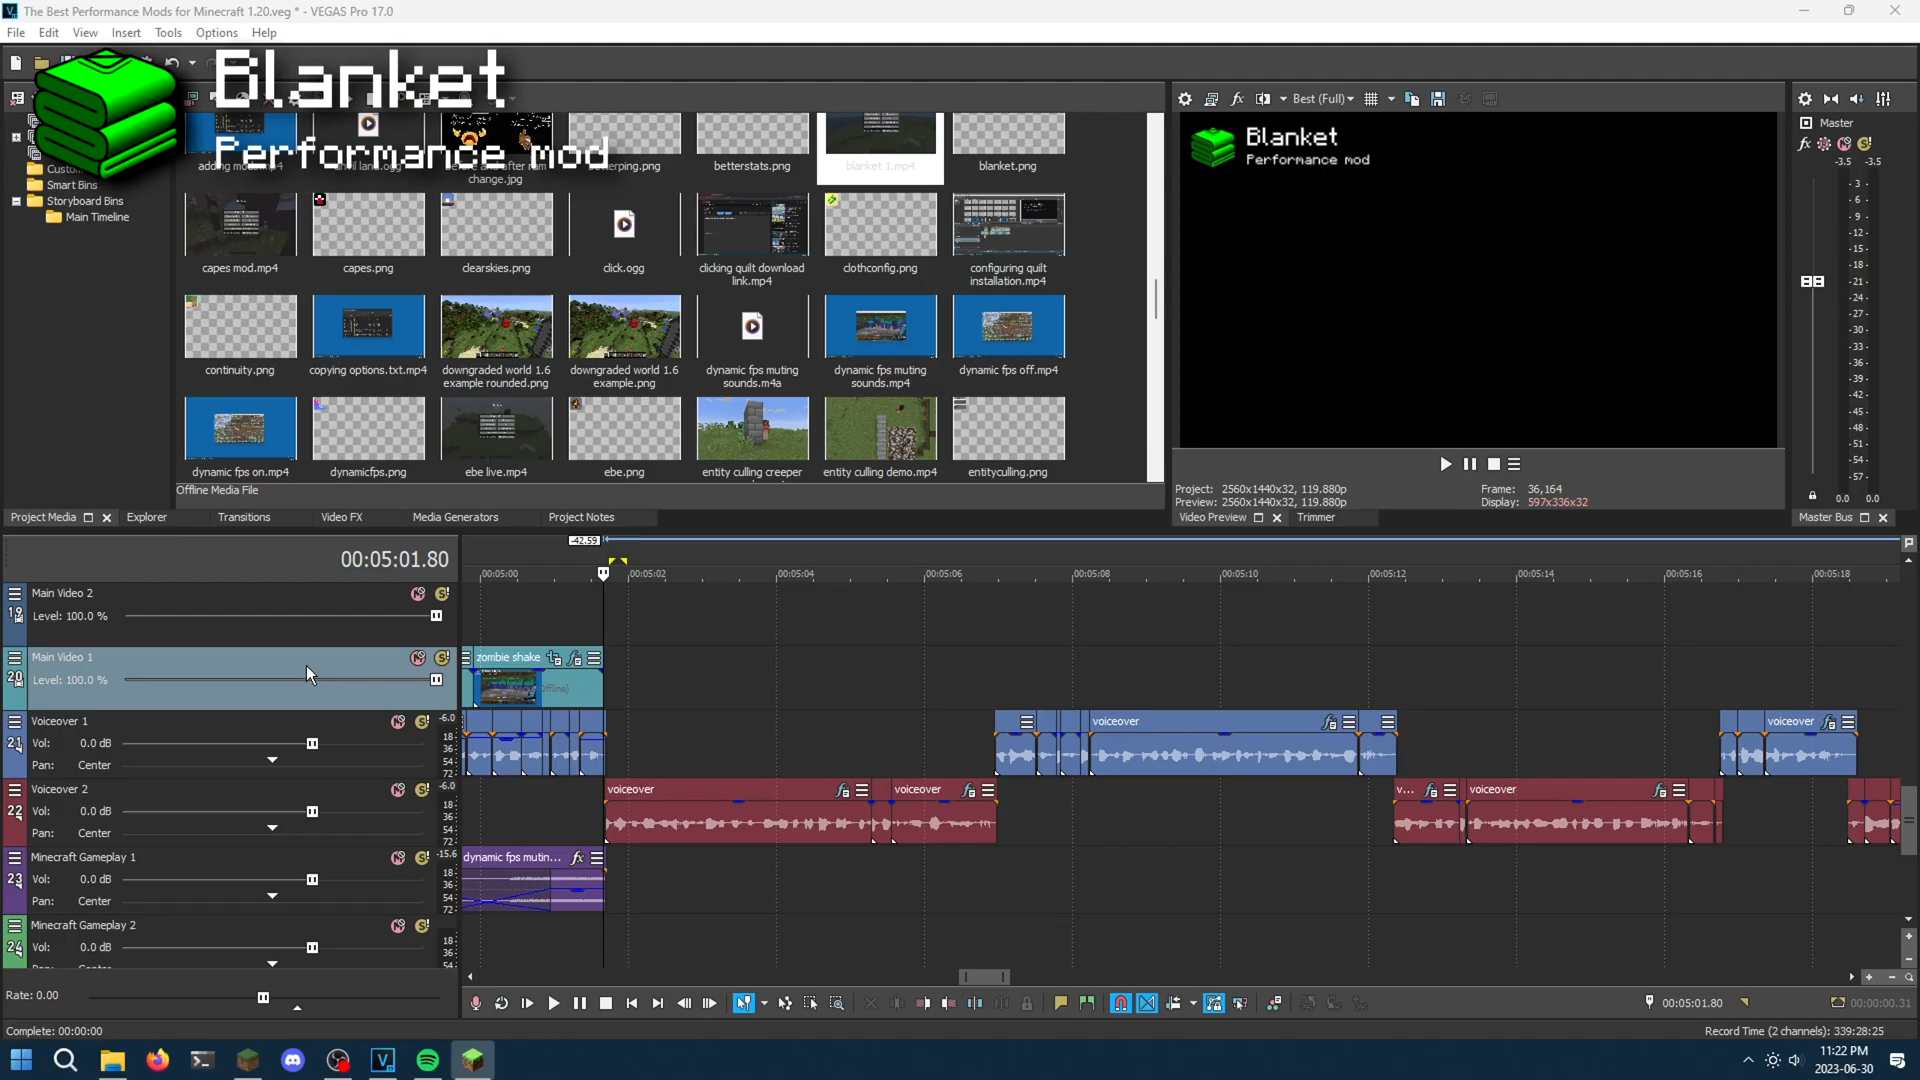 The Best Performance Mods for Minecraft 1.20.veg * - VEGAS Pro 17.0
File Edit View Insert Tools Options Help
Blanket
Performance mod
betterstats.png
blanket 1.mp4
blanket.png
change.jpg
Smart Bins
Storyboard Bins
Main Timeline
capes mod.mp4
capes.png
clearskies.png
click.ogg
clicking quilt download
link.mp4
clothconfig.png
configuring quilt
installation.mp4
continuity.png
copying options.txt.mp4
downgraded world 1.6
example rounded.png
downgraded world 1.6
example.png
dynamic fps muting
sounds.m4a
dynamic fps muting
sounds.mp4
dynamic fps off.mp4
dynamic fps on.mp4
dynamicfps.png
ebe live.mp4
ebe.png
entity culling creeper
entity culling demo.mp4
entityculling.png
Offline Media File
Project Media
Explorer
Transitions
Video FX
Media Generators
Project Notes
Best (Full)
Blanket
Performance mod
Project: 2560x1440x32, 119.880p
Preview: 2560x1440x32, 119.880p
Frame: 36,164
Display: 597x336x32
Video Preview
Trimmer
Master
fx
-3.5 -3.5
- 3 -
- 6 -
- 9 -
-12-
-15-
-18-
-21-
-24-
-27-
-30-
-33-
-36-
-39-
-42-
-45-
-48-
-51-
-54-
-57-
0.0 0.0
Master Bus
00:05:01.80
-42.59
00:05:00 00:05:02 00:05:04 00:05:06 00:05:08 00:05:10 00:05:12 00:05:14 00:05:16 00:05:18
19
Main Video 2
Level: 100.0 %
20
Main Video 1
Level: 100.0 %
zombie shake
21
Voiceover 1
Vol: 0.0 dB
Pan: Center
-6.0
18
36
54
72
voiceover
voiceover
22
Voiceover 2
Vol: 0.0 dB
Pan: Center
-6.0
18
36
54
72
voiceover
voiceover
v...
voiceover
23
Minecraft Gameplay 1
Vol: 0.0 dB
Pan: Center
-15.6
18
36
54
72
dynamic fps mutin...
24
Minecraft Gameplay 2
Vol: 0.0 dB
18
36
54
Rate: 0.00
00:05:01.80
00:00:00.31
Complete: 00:00:00
Record Time (2 channels): 339:28:25
11:22 PM
2023-06-30